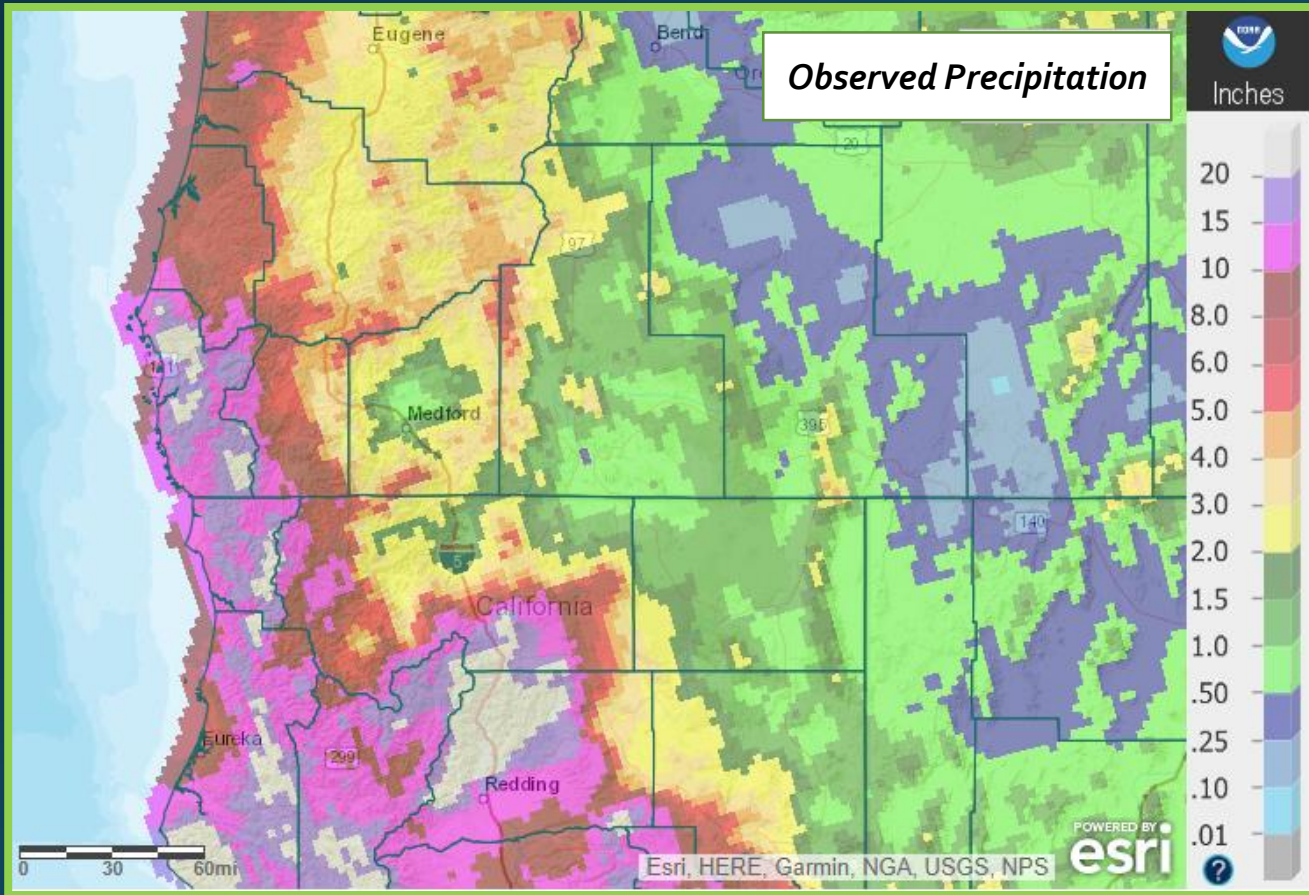 Eugene
Bend
Observed Precipitation
NOAA
Inches
20
15
10
8.0
6.0
5.0
4.0
3.0
2.0
1.5
1.0
.50
.25
.10
.01
20
97
Medford
395
140
5
California
Eureka
299
Redding
0 30 60mi
Esri, HERE, Garmin, NGA, USGS, NPS
POWERED BY
esri
?